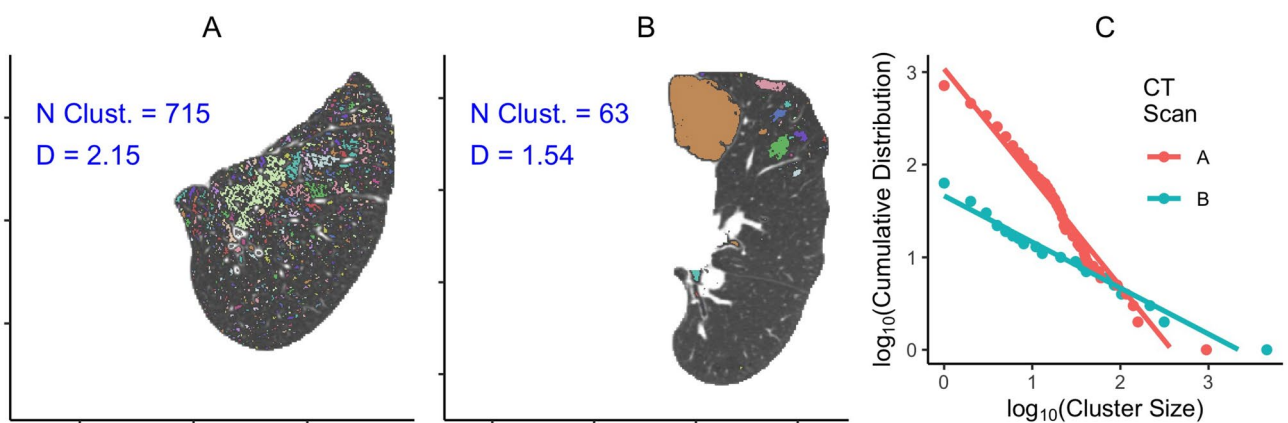 A
N Clust. = 715
D = 2.15
B
N Clust. = 63
D = 1.54
C
log₁₀(Cumulative Distribution)
3
2
1
0
0 1 2 3
log₁₀(Cluster Size)
CT
Scan
A
B